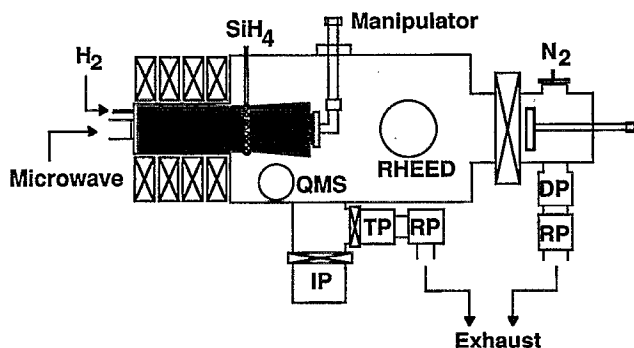 SiH4
Manipulator
H2
N2
Microwave
QMS
RHEED
TP
RP
DP
RP
IP
Exhaust